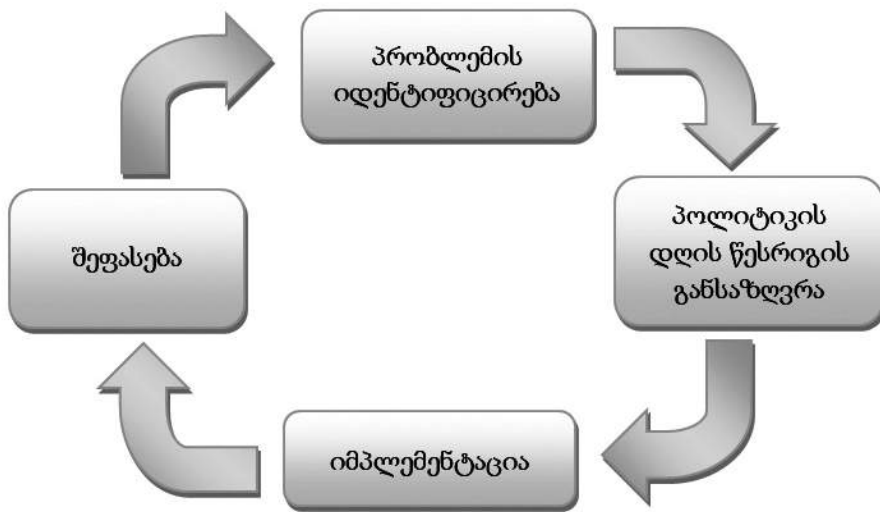 პრობლემის
იდენტიფიცირება
პოლიტიკის
დღის წესრიგის
განსაზღვრა
იმპლემენტაცია
შეფასება